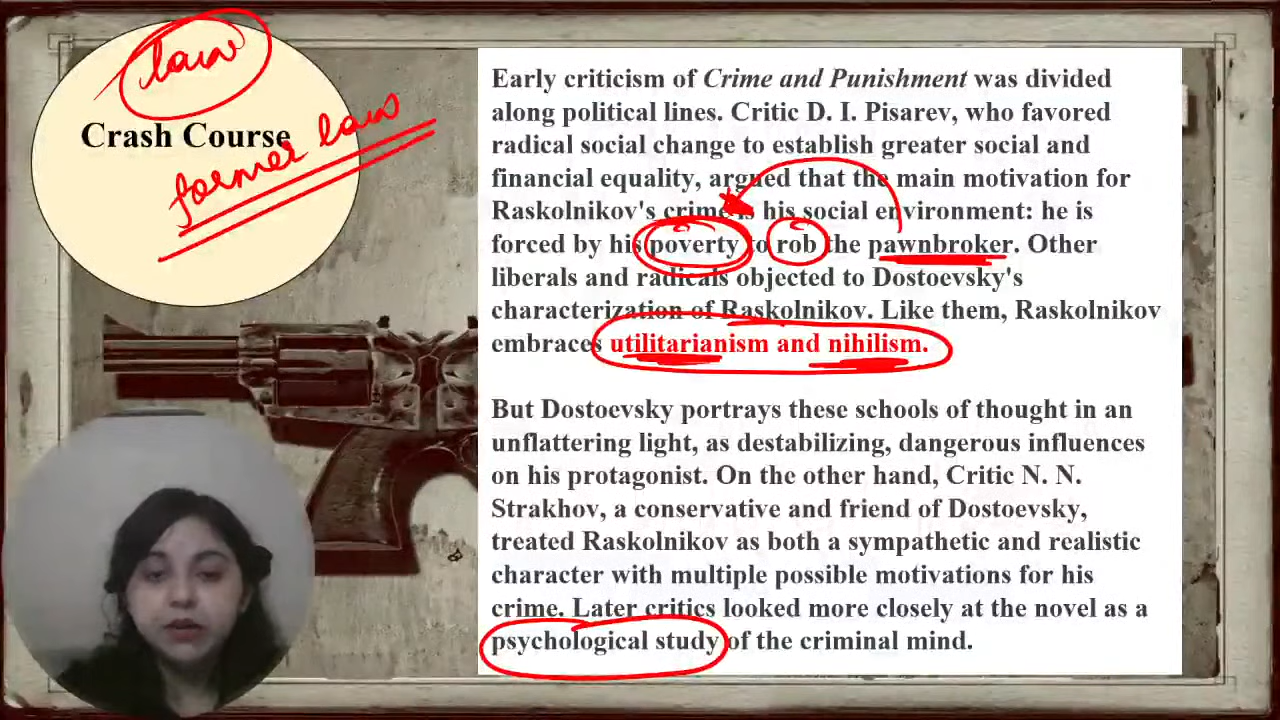 law
Crash Course
former law
Early criticism of Crime and Punishment was divided
along political lines. Critic D. I. Pisarev, who favored
radical social change to establish greater social and
financial equality, argued that the main motivation for
Raskolnikov's crime is his social environment: he is
forced by his poverty to rob the pawnbroker. Other
liberals and radicals objected to Dostoevsky's
characterization of Raskolnikov. Like them, Raskolnikov
embraces utilitarianism and nihilism.
But Dostoevsky portrays these schools of thought in an
unflattering light, as destabilizing, dangerous influences
on his protagonist. On the other hand, Critic N. N.
Strakhov, a conservative and friend of Dostoevsky,
treated Raskolnikov as both a sympathetic and realistic
character with multiple possible motivations for his
crime. Later critics looked more closely at the novel as a
psychological study of the criminal mind.